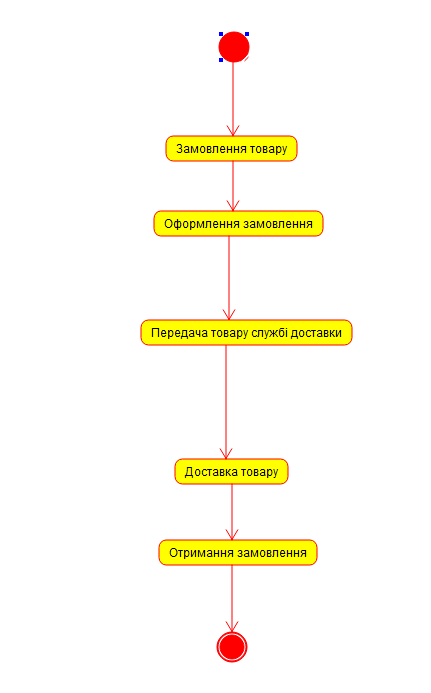 Замовлення товару
Оформлення замовлення
Передача товару службі доставки
Доставка товару
Отримання замовлення